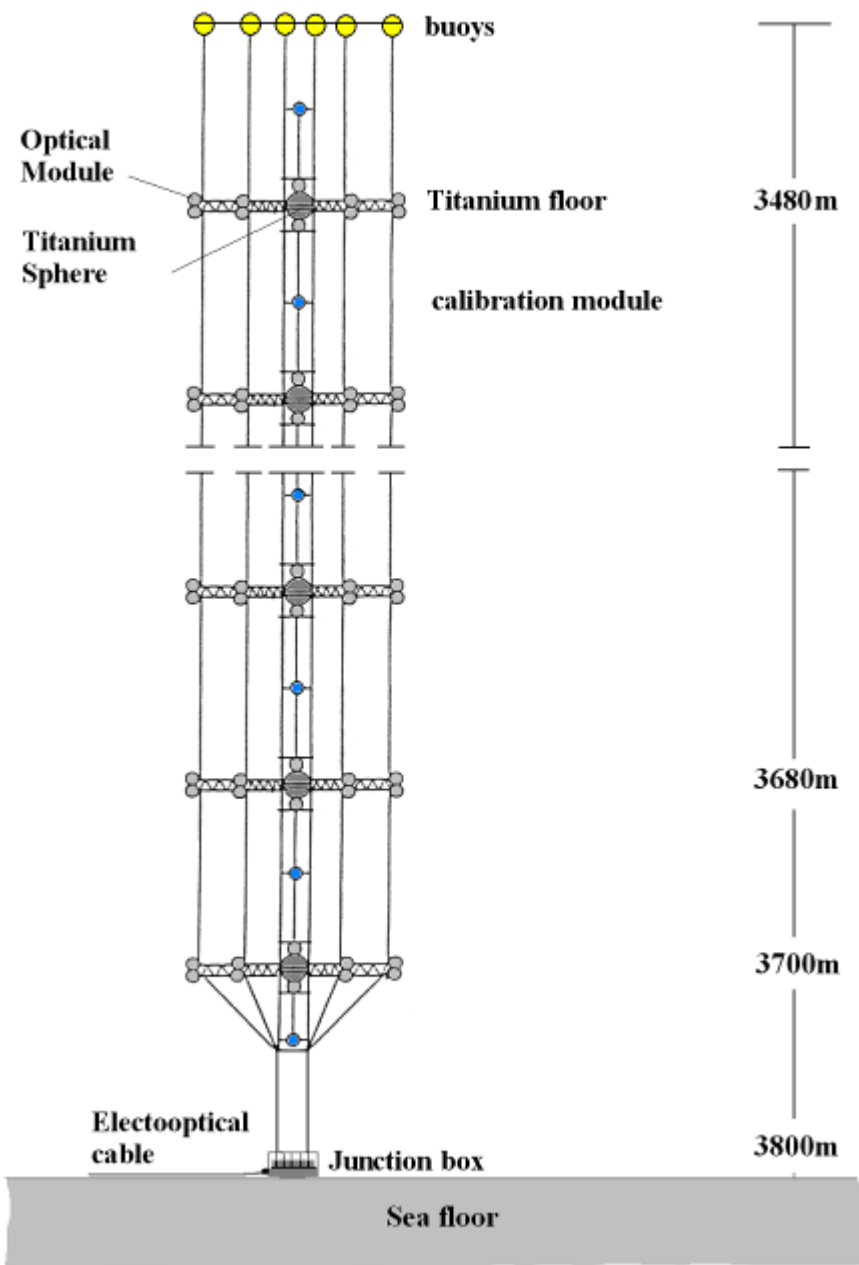 buoys
Optical
Module
Titanium floor
3480m
Titanium
Sphere
calibration module
3680m
3700m
Electooptical
cable
3800m
Junction box
Sea floor